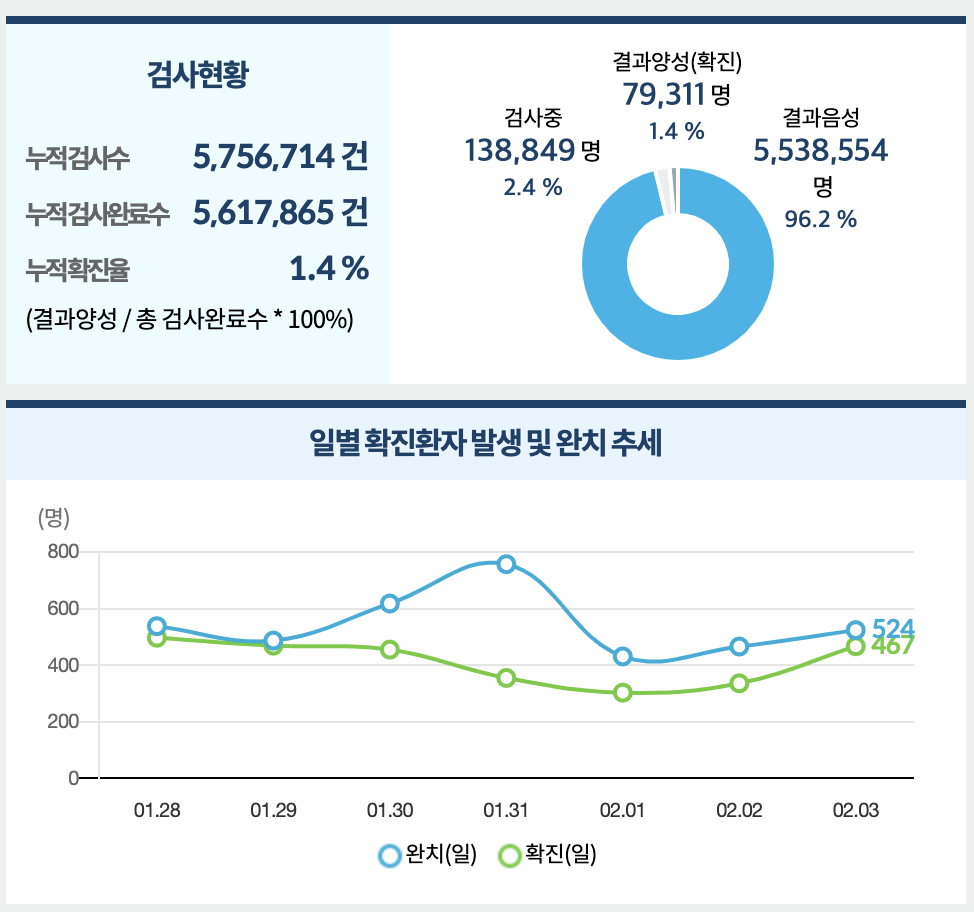 검사현황
누적검사수 5,756,714 건
누적검사완료수 5,617,865 건
누적확진율 1.4 %
(결과양성 / 총 검사완료수 * 100%)
결과양성(확진)
79,311 명
1.4 %
검사중
138,849 명
2.4 %
결과음성
5,538,554
명
96.2 %
일별 확진환자 발생 및 완치 추세
(명)
800
600
400
200
0
524
467
01.28 01.29 01.30 01.31 02.01 02.02 02.03
완치(일) 확진(일)